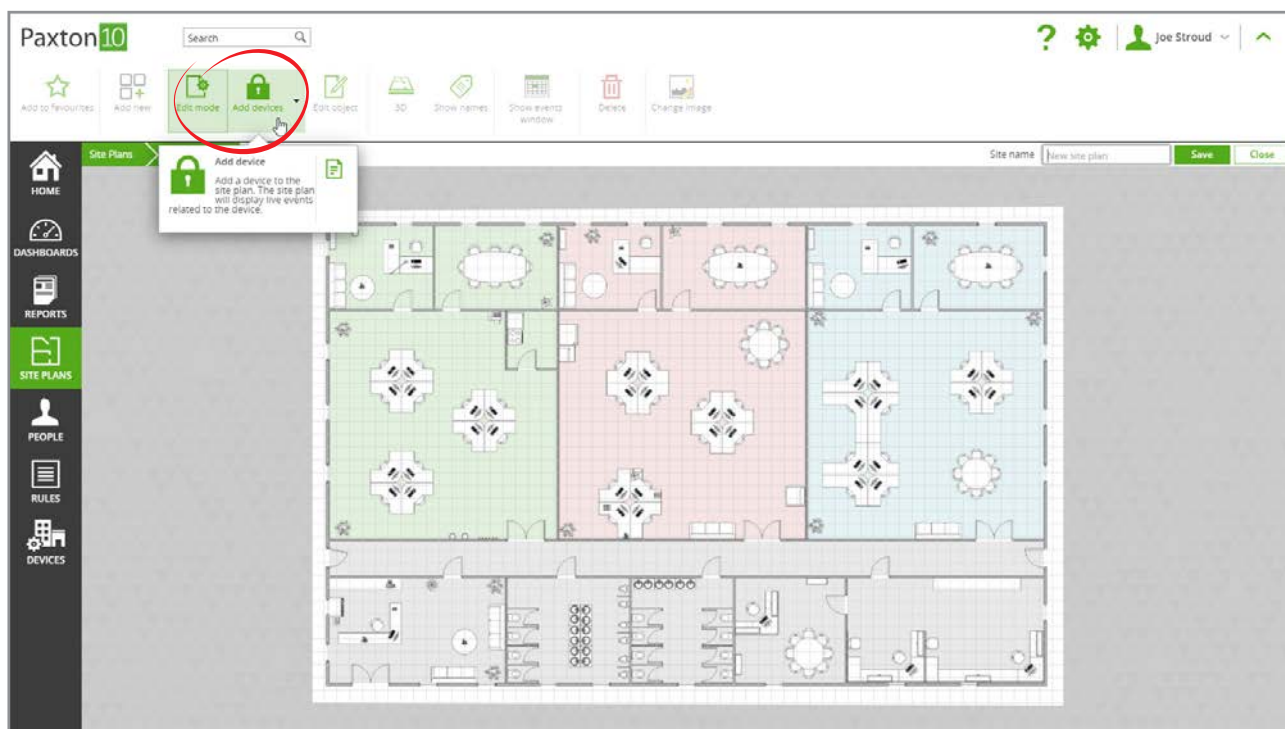 Paxton10
Search
Joe Stroud
Add to favourites
Add new
Edit mode
Add devices
Edit object
3D
Show names
Show events
window
Delete
Change image
Site Plans
Site name
New site plan
Save
Close
Add device
Add a device to the
site plan. The site plan
will display live events
related to the device.
HOME
DASHBOARDS
REPORTS
SITE PLANS
PEOPLE
RULES
DEVICES